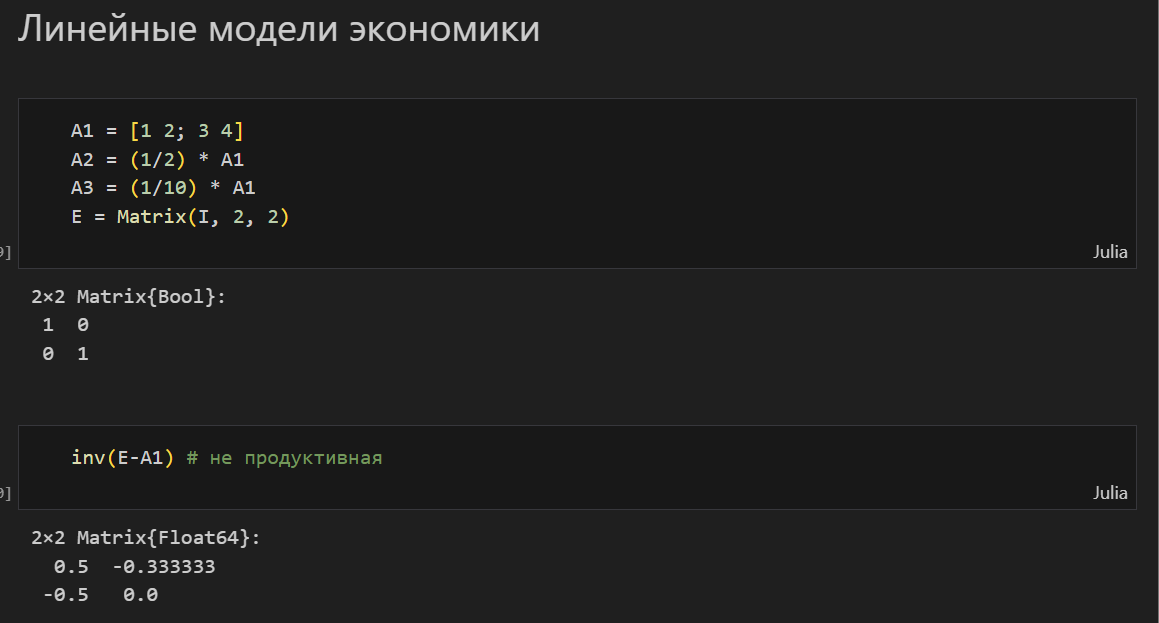 Линейные модели экономики
A1 = [1 2; 3 4]
A2 = (1/2) * A1
A3 = (1/10) * A1
E = Matrix(I, 2, 2)
9]
Julia
2×2 Matrix{Bool}:
1 0
0 1
inv(E-A1) # не продуктивная
0]
Julia
2×2 Matrix{Float64}:
0.5 -0.333333
-0.5 0.0